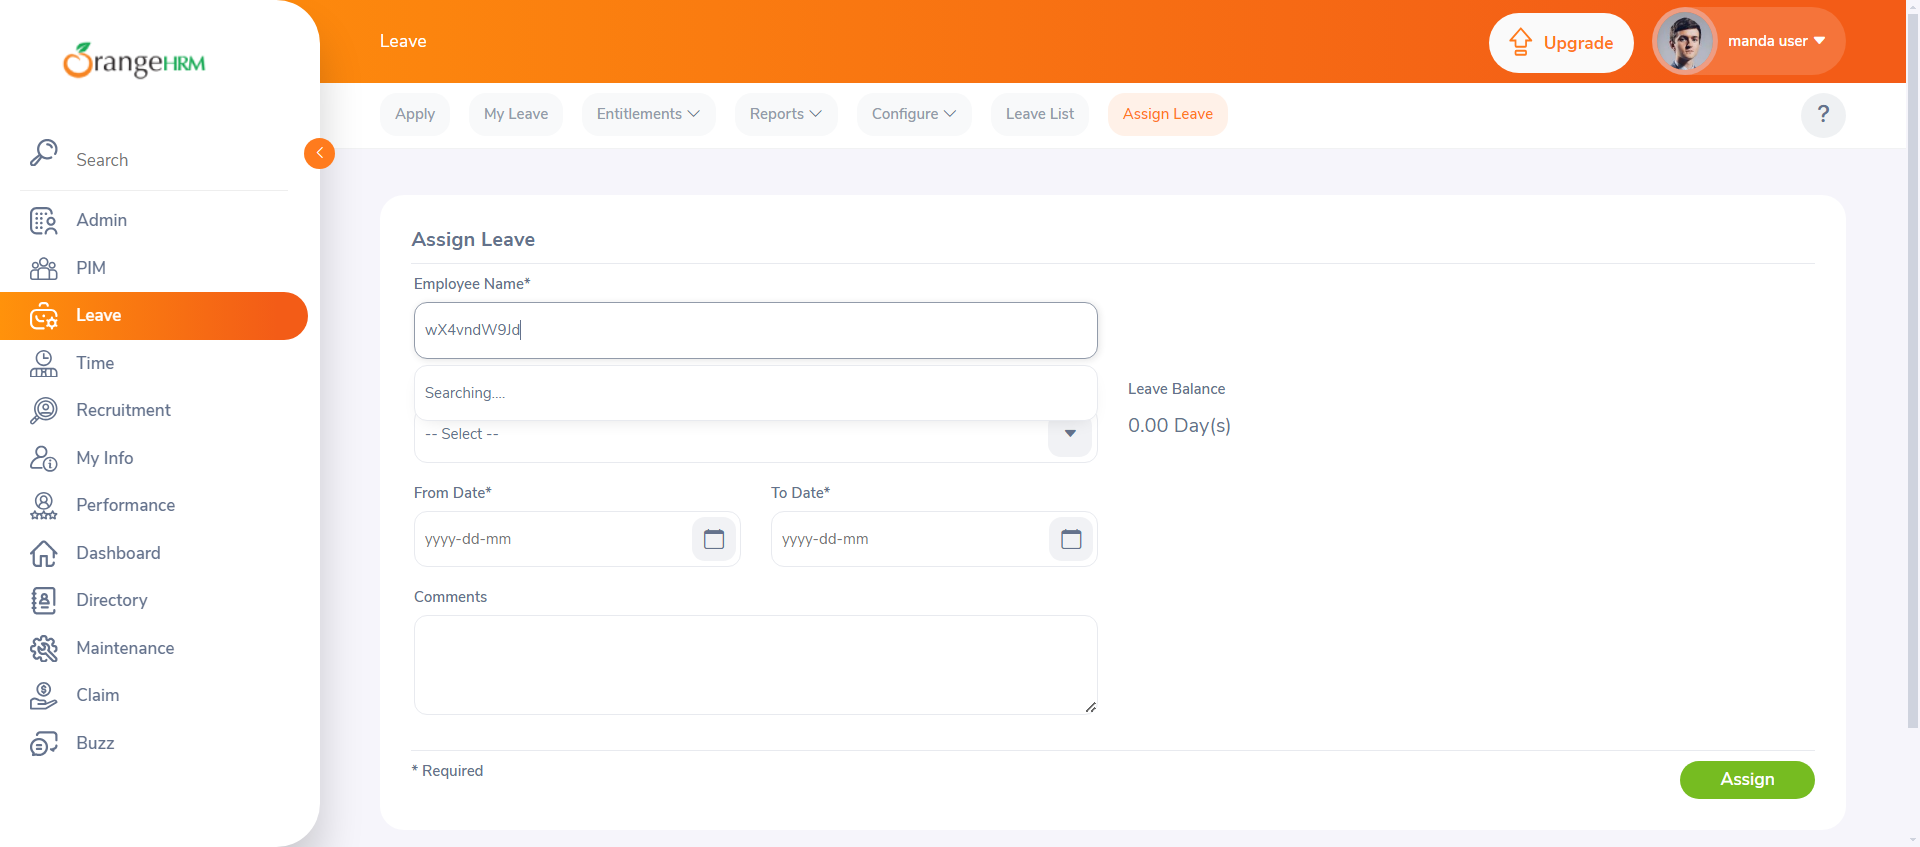 OrangeHRM
Search
Admin
PIM
Leave
Time
Recruitment
My Info
Performance
Dashboard
Directory
Maintenance
Claim
Buzz
Leave
Upgrade
manda user
Apply
My Leave
Entitlements
Reports
Configure
Leave List
Assign Leave
?
Assign Leave
Employee Name*
wX4vndW9Jd
Searching....
-- Select --
Leave Balance
0.00 Day(s)
From Date*
To Date*
yyyy-dd-mm
yyyy-dd-mm
Comments
* Required
Assign